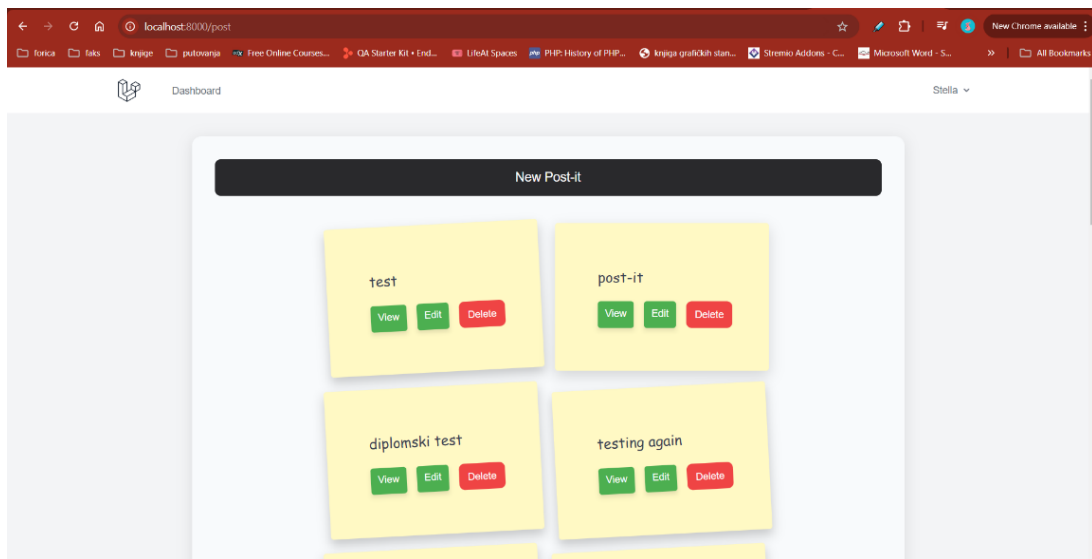 localhost:8000/post
New Chrome available
forica faks knjige putovanja Free Online Courses... QA Starter Kit • End... LifeAt Spaces PHP: History of PHP... knjiga grafičkih stan... Stremio Addons - C... Microsoft Word - S... » All Bookmarks
Dashboard Stella
New Post-it
test post-it
View Edit Delete View Edit Delete
diplomski test testing again
View Edit Delete View Edit Delete